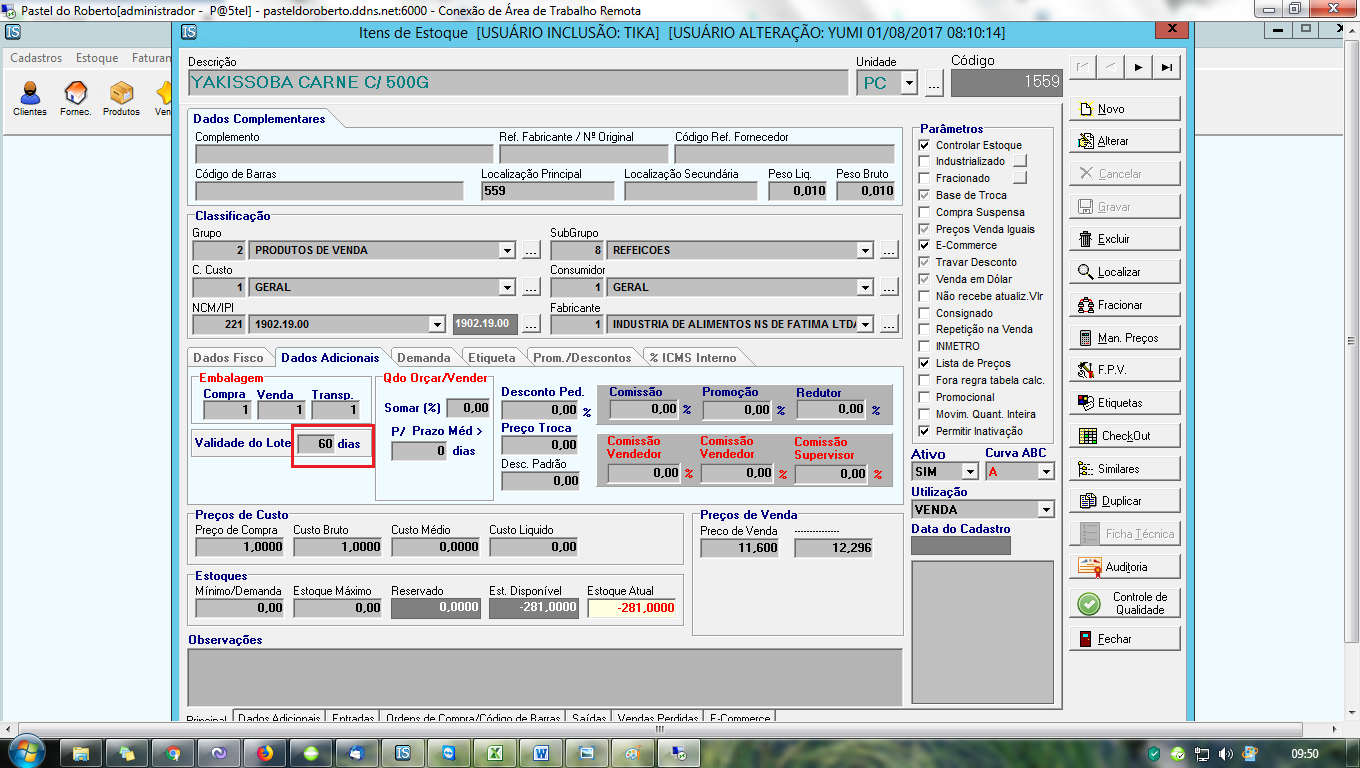 Pastel do Roberto[administrador - P@5tel] - pasteldoroberto.ddns.net:6000 - Conexão de Área de Trabalho Remota
IS
IS
Itens de Estoque [USUÁRIO INCLUSÃO: TIKA] [USUÁRIO ALTERAÇÃO: YUMI 01/08/2017 08:10:14]
Cadastros Estoque Faturan
Clientes Fornec. Produtos Ven
Descrição
YAKISSOBA CARNE C/ 500G
Unidade
PC
...
Código
1559
Dados Complementares
Complemento
Ref. Fabricante / Nº Original
Código Ref. Fornecedor
Código de Barras
Localização Principal
559
Localização Secundária
Peso Liq.
0,010
Peso Bruto
0,010
Classificação
Grupo
2 PRODUTOS DE VENDA ...
SubGrupo
8 REFEICOES ...
C. Custo
1 GERAL ...
Consumidor
1 GERAL ...
NCM/IPI
221 1902.19.00 1902.19.00 ...
Fabricante
1 INDUSTRIA DE ALIMENTOS NS DE FATIMA LTDA ...
Dados Fisco Dados Adicionais Demanda Etiqueta Prom./Descontos % ICMS Interno
Embalagem
Compra Venda Transp.
1 1 1
Validade do Lote 60 dias
Qdo Orçar/Vender
Somar (%) 0,00
P/ Prazo Méd >
0 dias
Desconto Ped.
0,00 %
Preço Troca
0,00
Desc. Padrão
0,00
Comissão Promoção Redutor
0,00 % 0,00 % 0,00 %
Comissão Vendedor
0,00 %
Comissão Vendedor
0,00 %
Comissão Supervisor
0,00 %
Preços de Custo
Preço de Compra Custo Bruto Custo Médio Custo Liquido
1,0000 1,0000 0,0000 0,00
Preços de Venda
Preco de Venda --------------
11,600 12,296
Estoques
Mínimo/Demanda Estoque Máximo Reservado Est. Disponível Estoque Atual
0,00 0,00 0,0000 -281,0000 -281,0000
Observações
Principal Dados Adicionais Entradas Ordens de Compra/Código de Barras Saídas Vendas Perdidas E-Commerce
Parâmetros
Controlar Estoque
Industrializado
Fracionado
Base de Troca
Compra Suspensa
Preços Venda Iguais
E-Commerce
Travar Desconto
Venda em Dólar
Não recebe atualiz.Vlr
Consignado
Repetição na Venda
INMETRO
Lista de Preços
Fora regra tabela calc.
Promocional
Movim. Quant. Inteira
Permitir Inativação
Ativo
SIM
Curva ABC
A
Utilização
VENDA
Data do Cadastro
Novo
Alterar
Cancelar
Gravar
Excluir
Localizar
Fracionar
Man. Preços
F.P.V.
Etiquetas
CheckOut
Similares
Duplicar
Ficha Técnica
Auditoria
Controle de
Qualidade
Fechar
IS
09:50